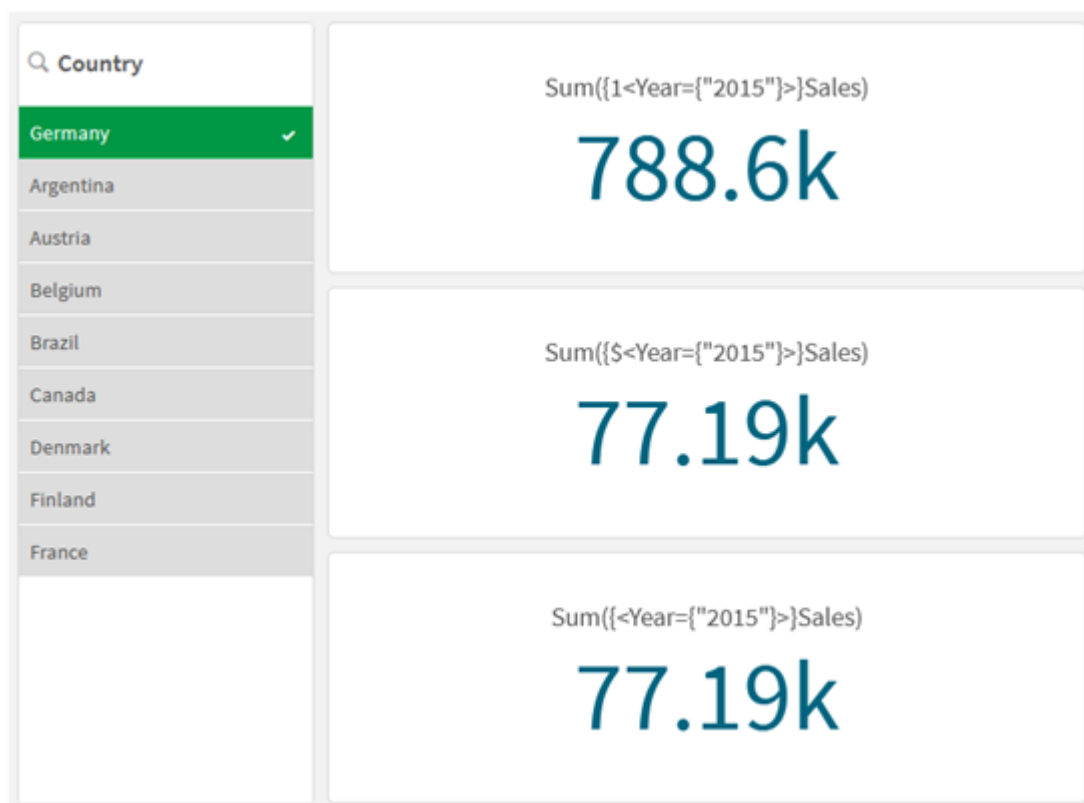 Country
Germany
Argentina
Austria
Belgium
Brazil
Canada
Denmark
Finland
France
Sum({1<Year={"2015"}>}Sales)
788.6k
Sum({$<Year={"2015"}>}Sales)
77.19k
Sum({<Year={"2015"}>}Sales)
77.19k